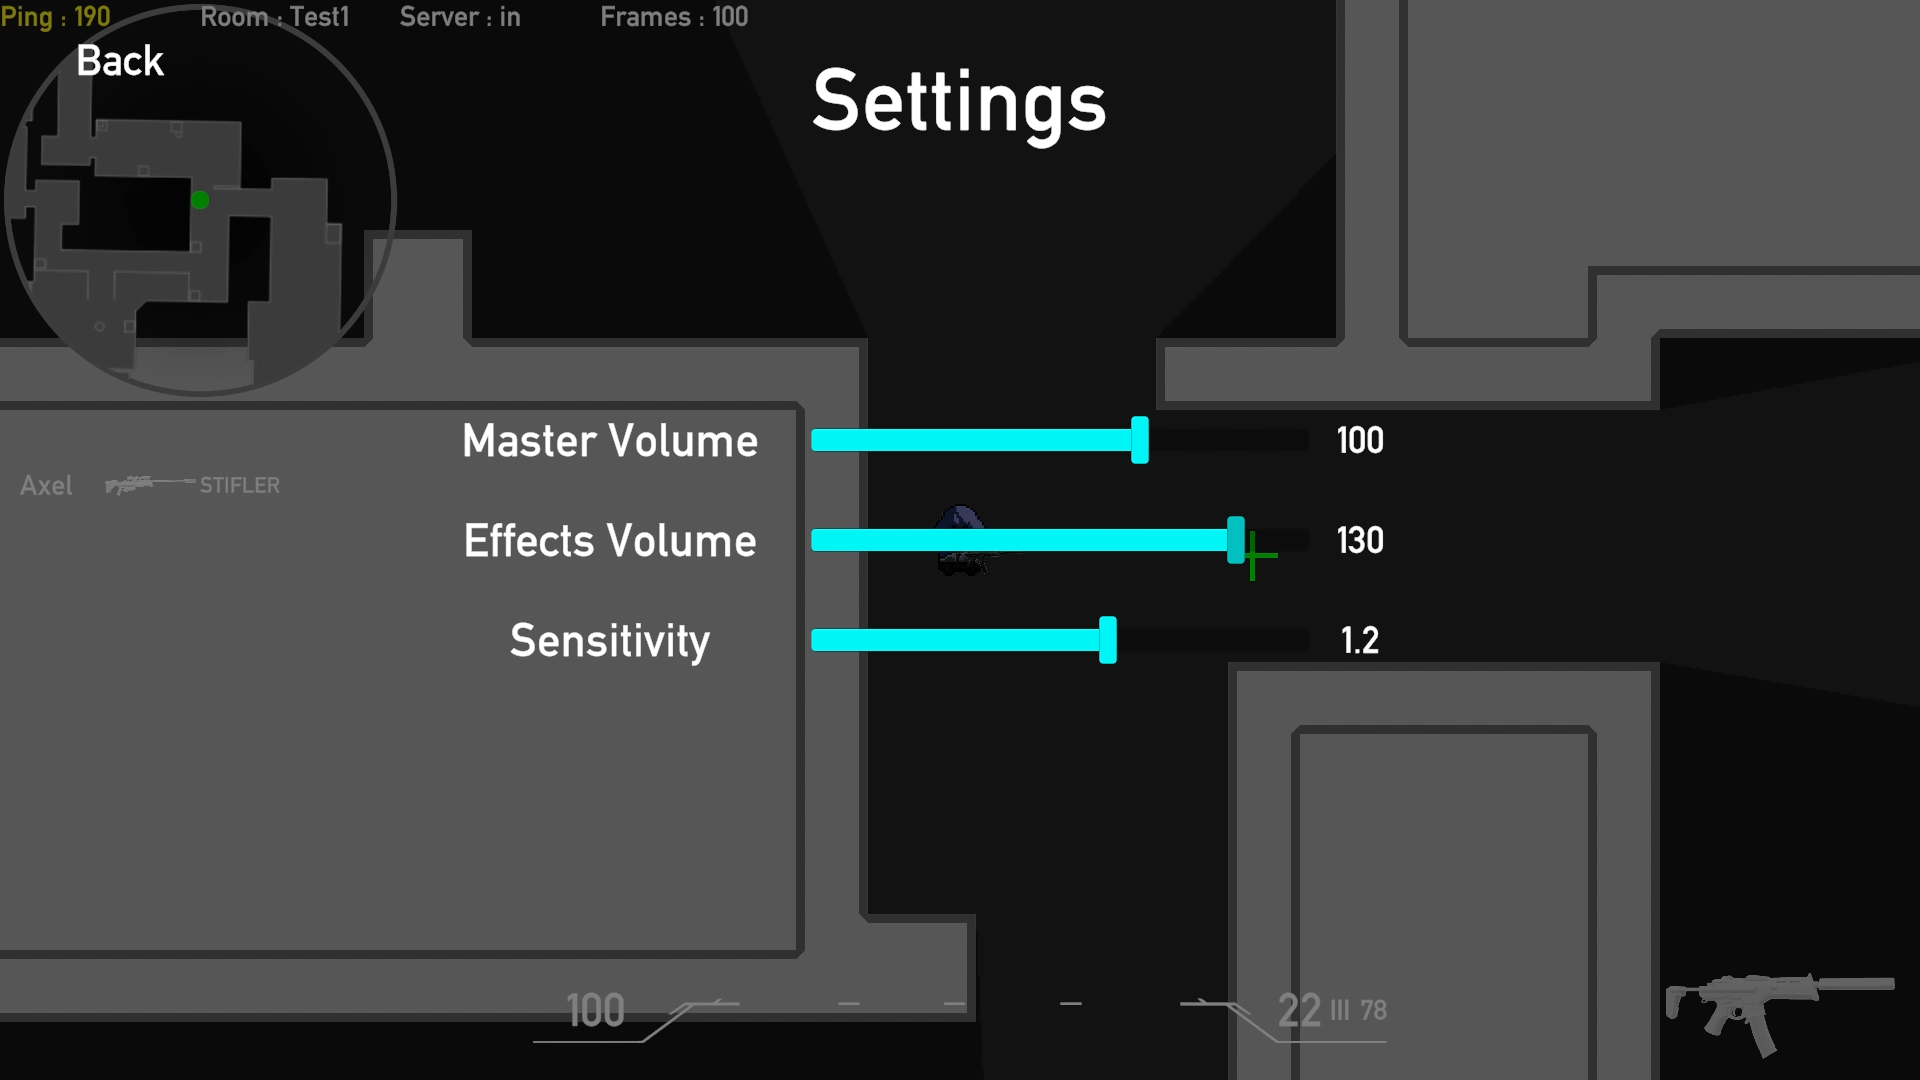 Ping : 190 Room : Test1 Server : in Frames : 100
Back
Settings
Master Volume 100
Axel STIFLER
Effects Volume 130
Sensitivity 1.2
100 22 III 78